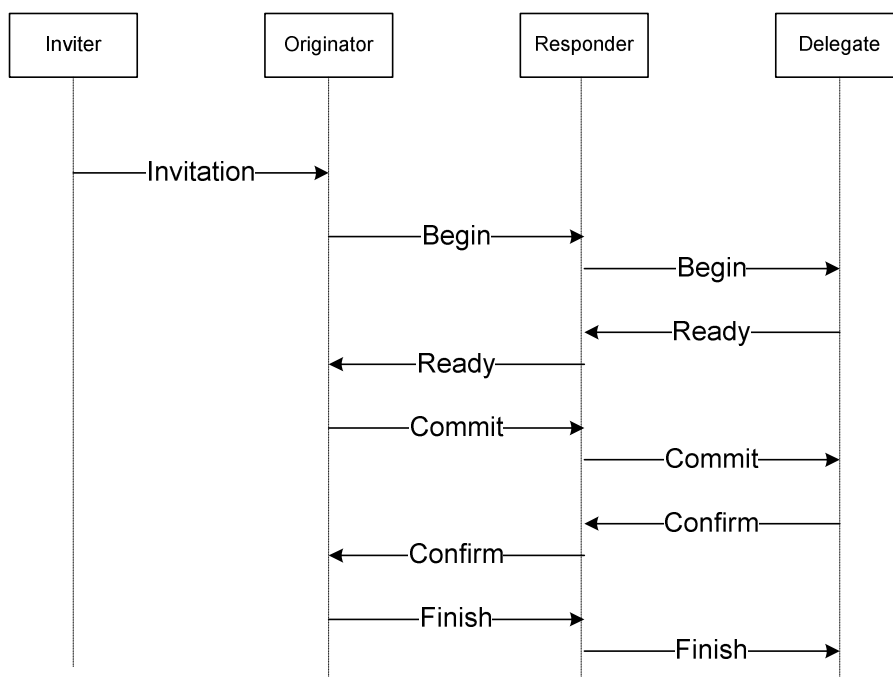 Inviter
Originator
Responder
Delegate
Invitation
Begin
Begin
Ready
Ready
Commit
Commit
Confirm
Confirm
Finish
Finish